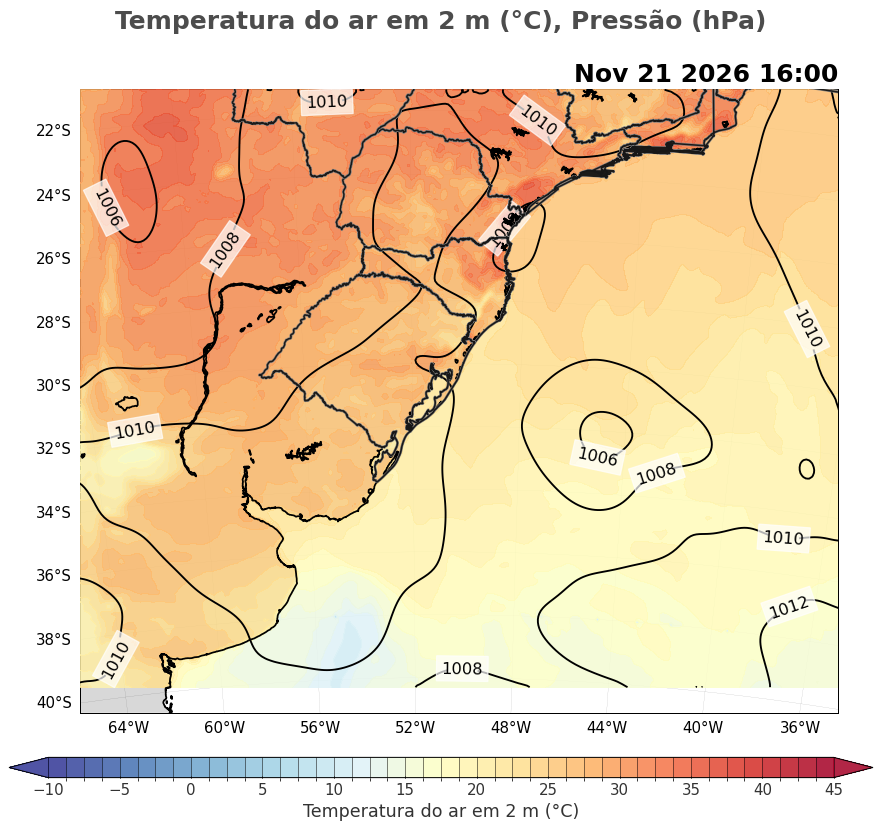 Temperatura do ar em 2 m (°C), Pressão (hPa)
Nov 21 2026 16:00
1010
1010
22°S
1006
24°S
1008
26°S
28°S
1010
30°S
1010
32°S
1006
1008
34°S
1010
36°S
1012
38°S
1010
1008
40°S
64°W 60°W 56°W 52°W 48°W 44°W 40°W 36°W
−10 −5 0 5 10 15 20 25 30 35 40 45
Temperatura do ar em 2 m (°C)